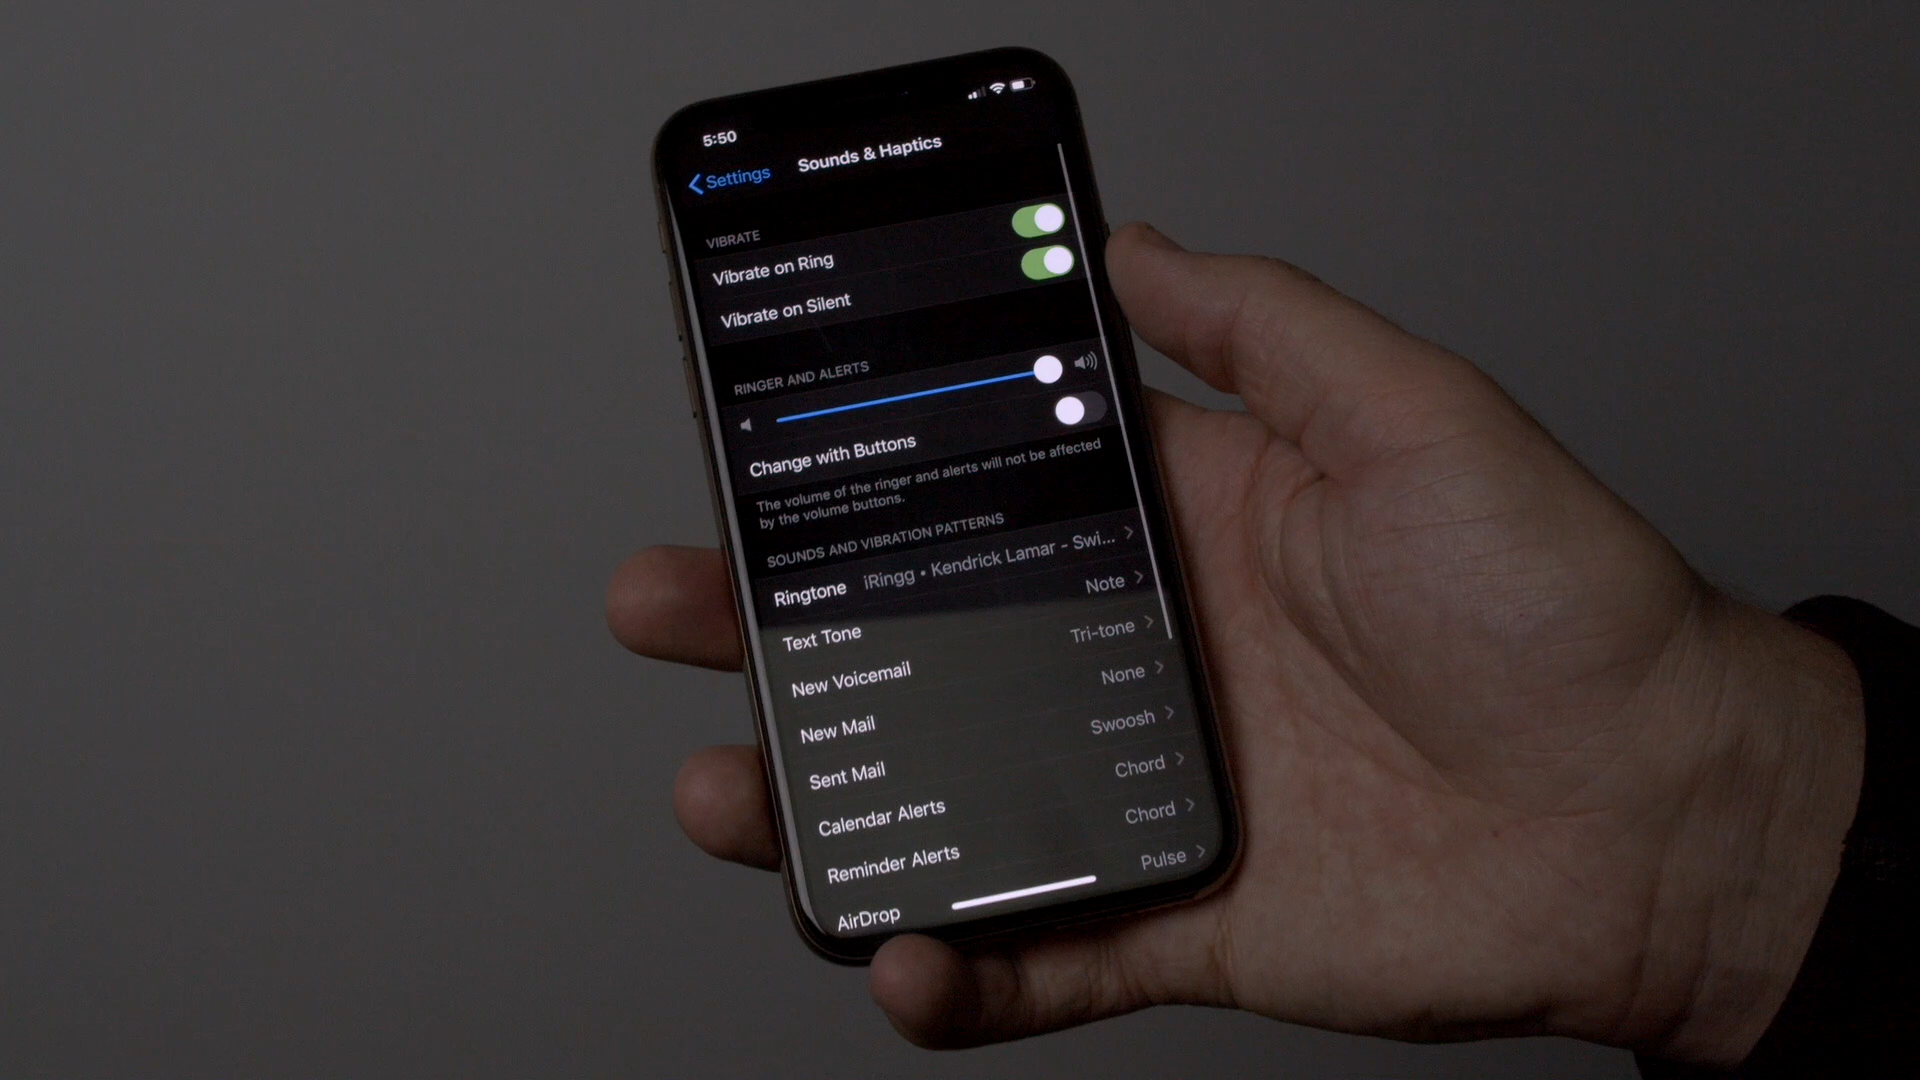 5:50
Settings Sounds & Haptics
VIBRATE
Vibrate on Ring
Vibrate on Silent
RINGER AND ALERTS
Change with Buttons
The volume of the ringer and alerts will not be affected
by the volume buttons.
SOUNDS AND VIBRATION PATTERNS
Ringtone iRingg • Kendrick Lamar - Swi...
Text Tone Note
New Voicemail Tri-tone
New Mail None
Sent Mail Swoosh
Calendar Alerts Chord
Reminder Alerts Chord
AirDrop Pulse